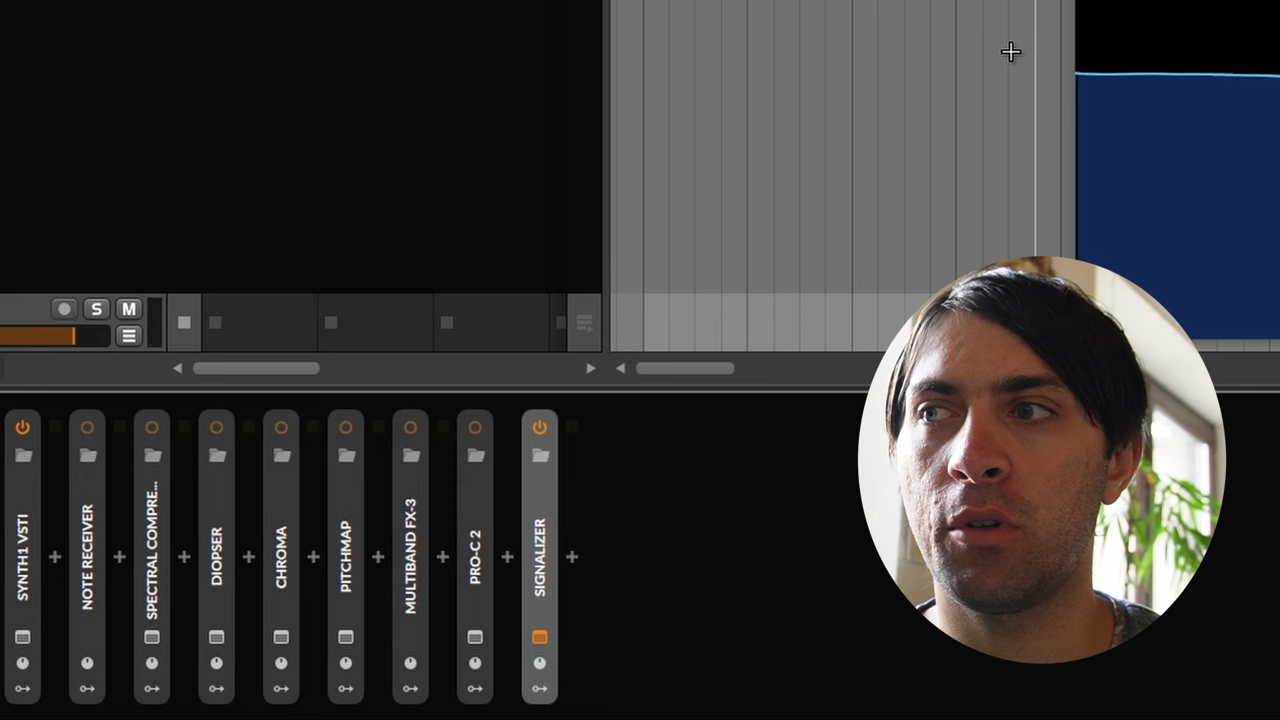 S
M
SYNTH1 VSTI
NOTE RECEIVER
SPECTRAL COMPRE...
DIOPSER
CHROMA
PITCHMAP
MULTIBAND FX-3
PRO-C 2
SIGNALIZER